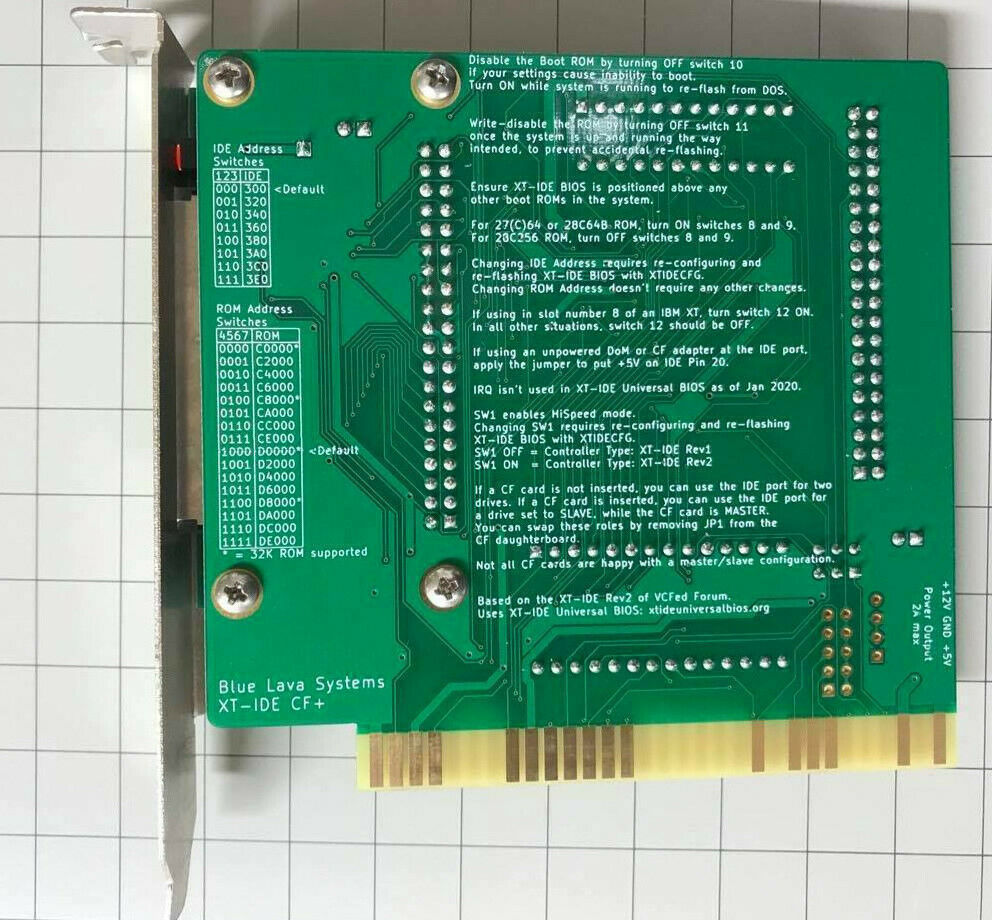 Disable the Boot ROM by turning OFF switch 10
if your settings cause inability to boot.
Turn ON while system is running to re-flash from DOS.
Write-disable the ROM by turning OFF switch 11
once the system is up and running the way
intended, to prevent accidental re-flashing.
Ensure XT-IDE BIOS is positioned above any
other boot ROMs in the system.
For 27(C)64 or 28C64B ROM, turn ON switches 8 and 9.
For 28C256 ROM, turn OFF switches 8 and 9.
Changing IDE Address requires re-configuring and
re-flashing XT-IDE BIOS with XTIDECFG.
Changing ROM Address doesn't require any other changes.
If using in slot number 8 of an IBM XT, turn switch 12 ON.
In all other situations, switch 12 should be OFF.
If using an unpowered DoM or CF adapter at the IDE port,
apply the jumper to put +5V on IDE Pin 20.
IRQ isn't used in XT-IDE Universal BIOS as of Jan 2020.
SW1 enables HiSpeed mode.
Changing SW1 requires re-configuring and re-flashing
XT-IDE BIOS with XTIDECFG.
SW1 OFF = Controller Type: XT-IDE Rev1
SW1 ON = Controller Type: XT-IDE Rev2
If a CF card is not inserted, you can use the IDE port for two
drives. If a CF card is inserted, you can use the IDE port for
a drive set to SLAVE, while the CF card is MASTER.
You can swap these roles by removing JP1 from the
CF daughterboard.
Not all CF cards are happy with a master/slave configuration.
Based on the XT-IDE Rev2 of VCFed Forum.
Uses XT-IDE Universal BIOS: xtideuniversalbios.org
IDE Address
Switches
123 IDE
000 300 <Default
001 320
010 340
011 360
100 380
101 3A0
110 3C0
111 3E0
ROM Address
Switches
4567 ROM
0000 C0000*
0001 C2000
0010 C4000
0011 C6000
0100 C8000*
0101 CA000
0110 CC000
0111 CE000
1000 D0000* <Default
1001 D2000
1010 D4000
1011 D6000
1100 D8000*
1101 DA000
1110 DC000
1111 DE000
* = 32K ROM supported
Blue Lava Systems
XT-IDE CF+
+12V GND +5V
Power Output
2A max